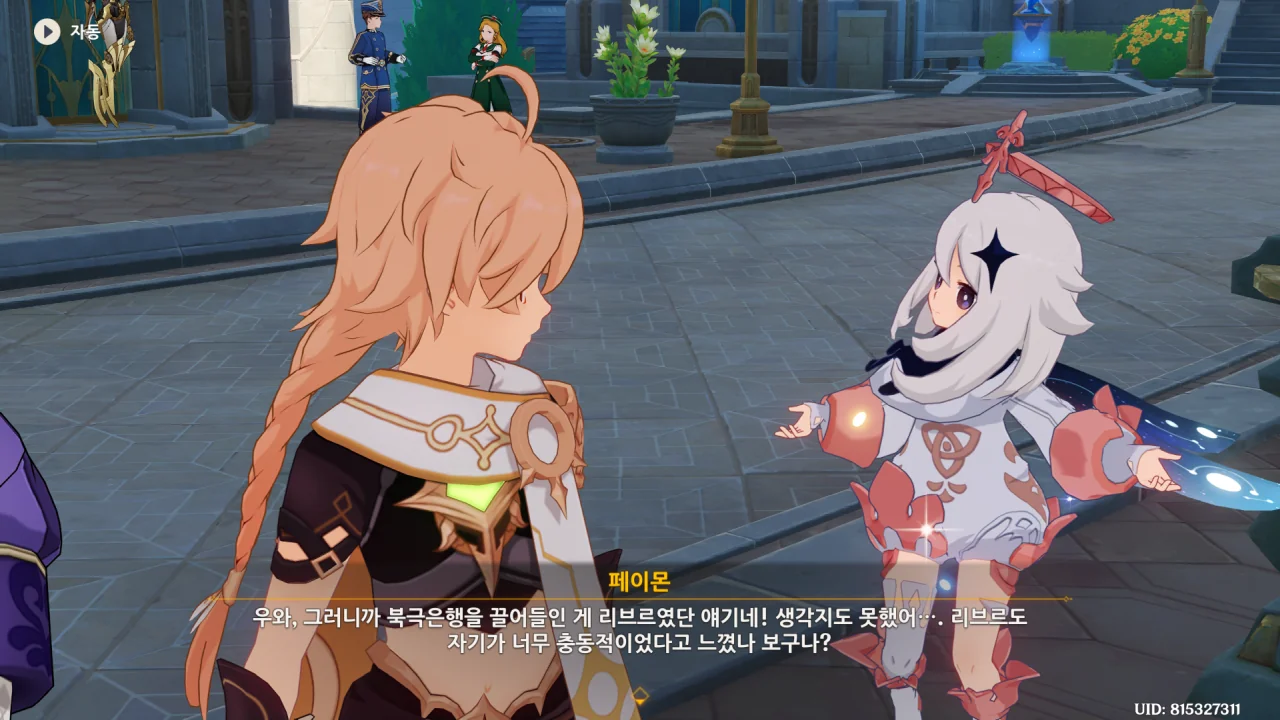 자동
페이몬
우와, 그러니까 북극은행을 끌어들인 게 리브르였단 얘기네! 생각지도 못했어…. 리브르도
자기가 너무 충동적이었다고 느꼈나 보구나?
UID: 815327311